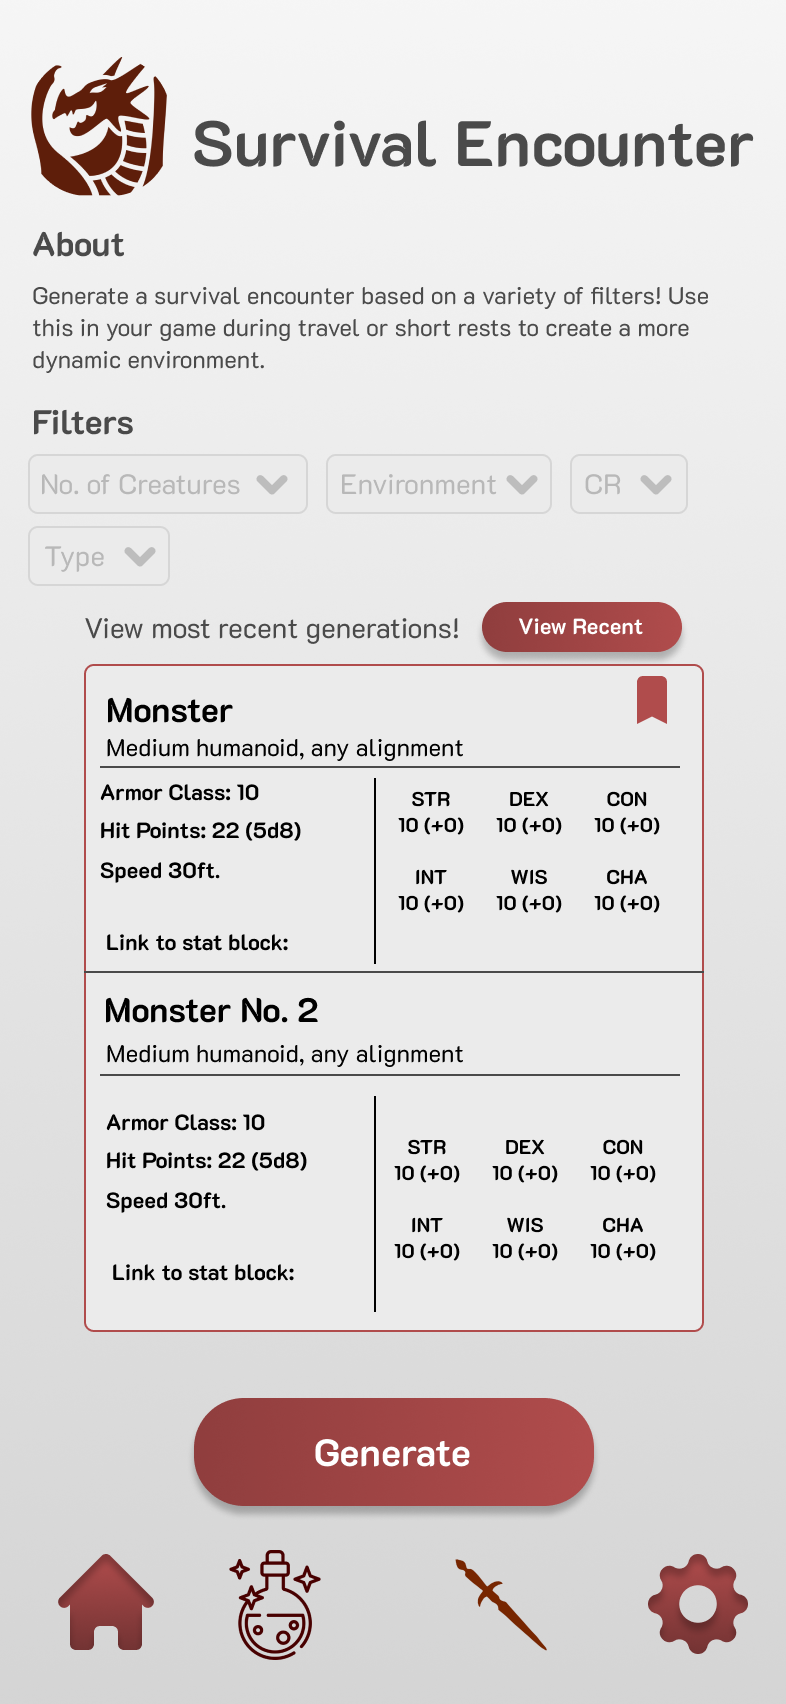 Survival Encounter
About
Generate a survival encounter based on a variety of filters! Use
this in your game during travel or short rests to create a more
dynamic environment.
Filters
No. of Creatures
Environment
CR
Type
View most recent generations!
View Recent
Monster
Medium humanoid, any alignment
Armor Class: 10
Hit Points: 22 (5d8)
Speed 30ft.
Link to stat block:
STR DEX CON
10 (+0) 10 (+0) 10 (+0)
INT WIS CHA
10 (+0) 10 (+0) 10 (+0)
Monster No. 2
Medium humanoid, any alignment
Armor Class: 10
Hit Points: 22 (5d8)
Speed 30ft.
Link to stat block:
STR DEX CON
10 (+0) 10 (+0) 10 (+0)
INT WIS CHA
10 (+0) 10 (+0) 10 (+0)
Generate